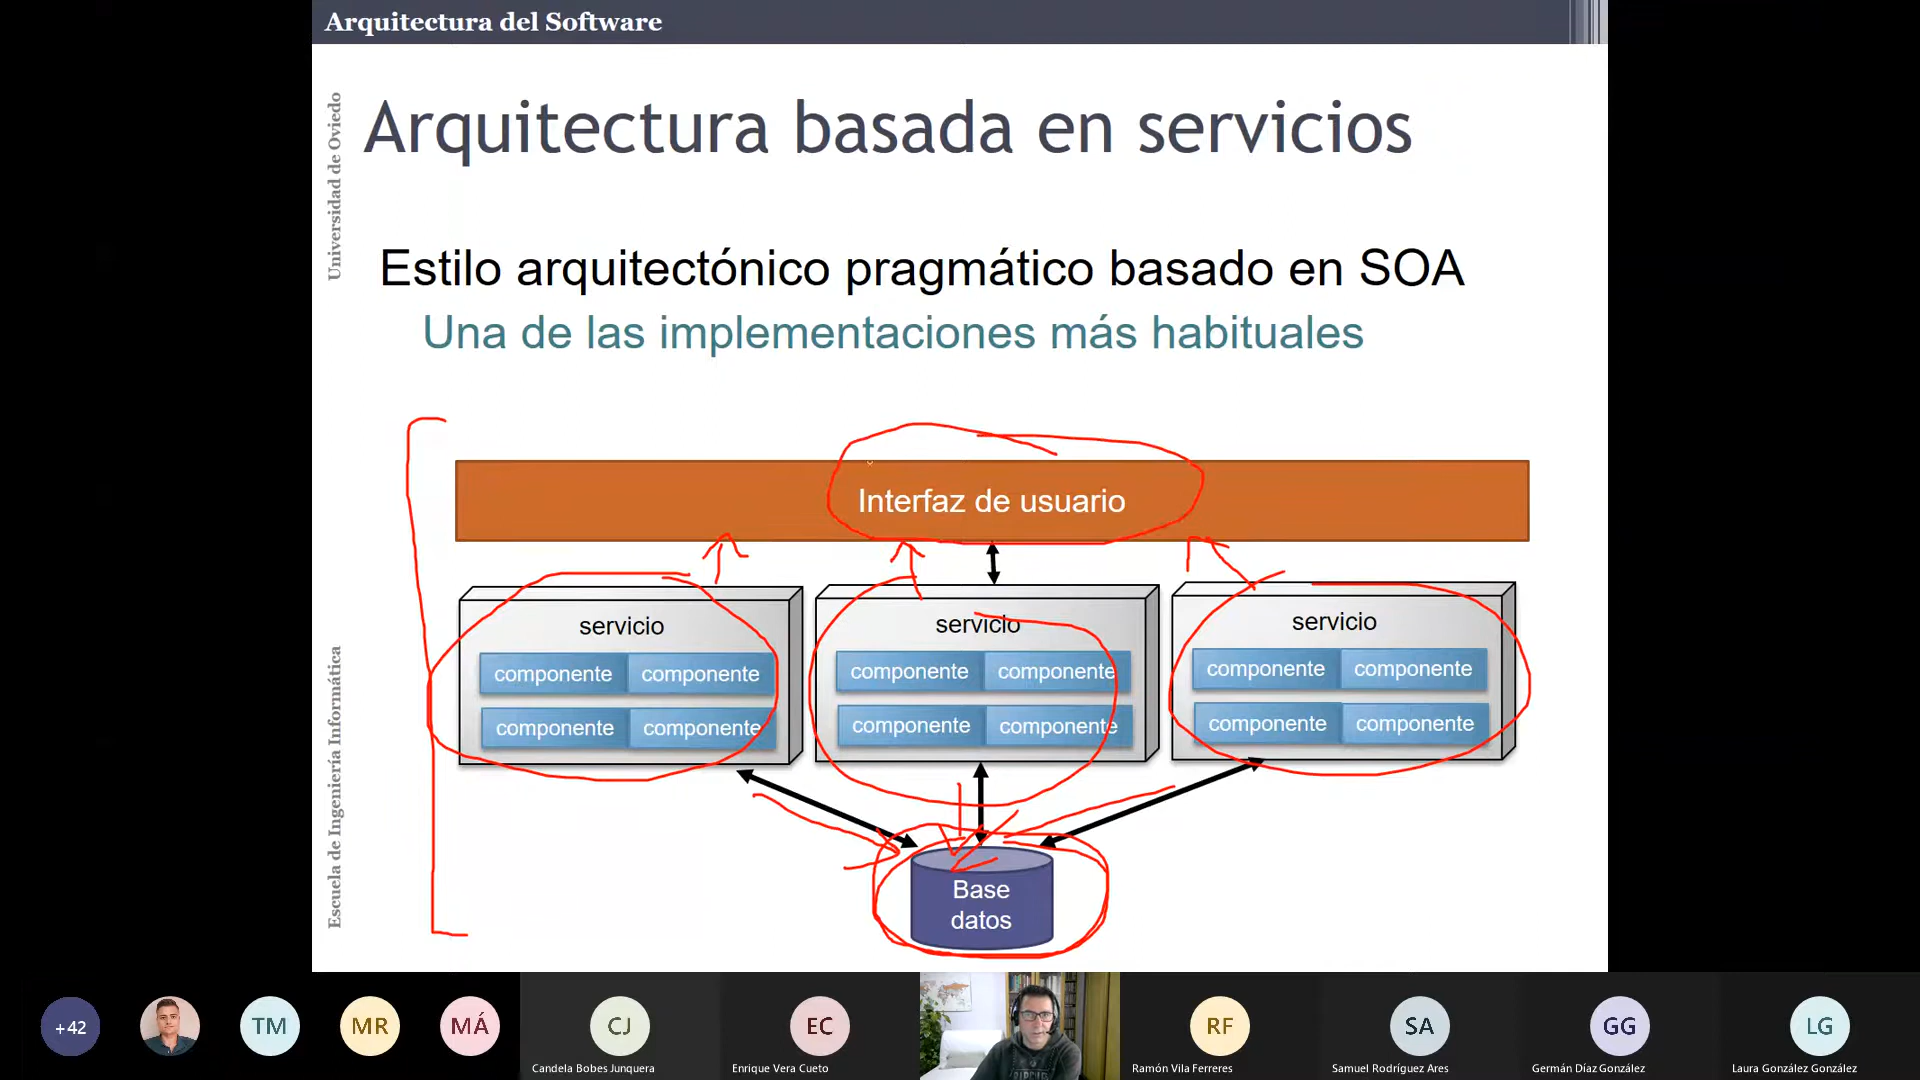 Arquitectura del Software
Universidad de Oviedo
Arquitectura basada en servicios
Estilo arquitectónico pragmático basado en SOA
Una de las implementaciones más habituales
Escuela de Ingeniería Informática
Interfaz de usuario
servicio
componente componente
componente componente
servicio
componente componente
componente componente
servicio
componente componente
componente componente
Base
datos
+42
TM
MR
MÁ
CJ
Candela Bobes Junquera
EC
Enrique Vera Cueto
RF
Ramón Vila Ferreres
SA
Samuel Rodríguez Ares
GG
Germán Díaz González
LG
Laura González González